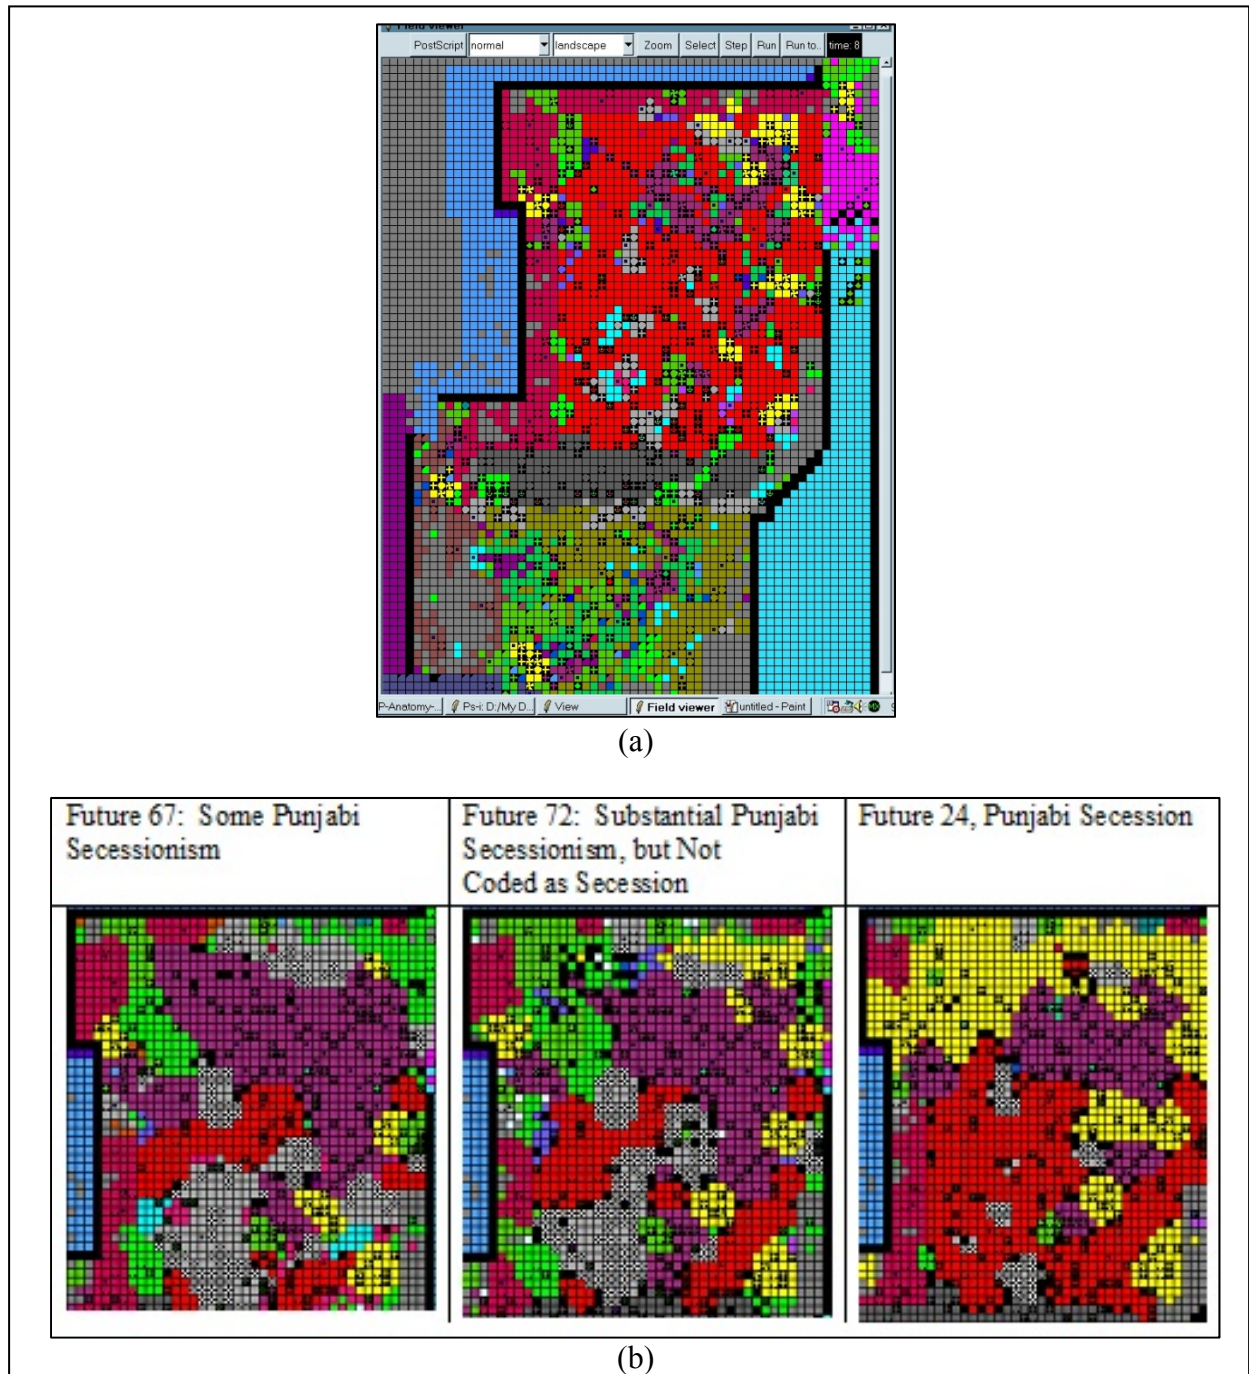 Field viewer
PostScript normal landscape Zoom Select Step Run Run to.. time: 8
P-Anatomy-... Ps-i: D:/My D... View Field viewer untitled - Paint
(a)
Future 67: Some Punjabi
Secessionism
Future 72: Substantial Punjabi
Secessionism, but Not
Coded as Secession
Future 24, Punjabi Secession
(b)